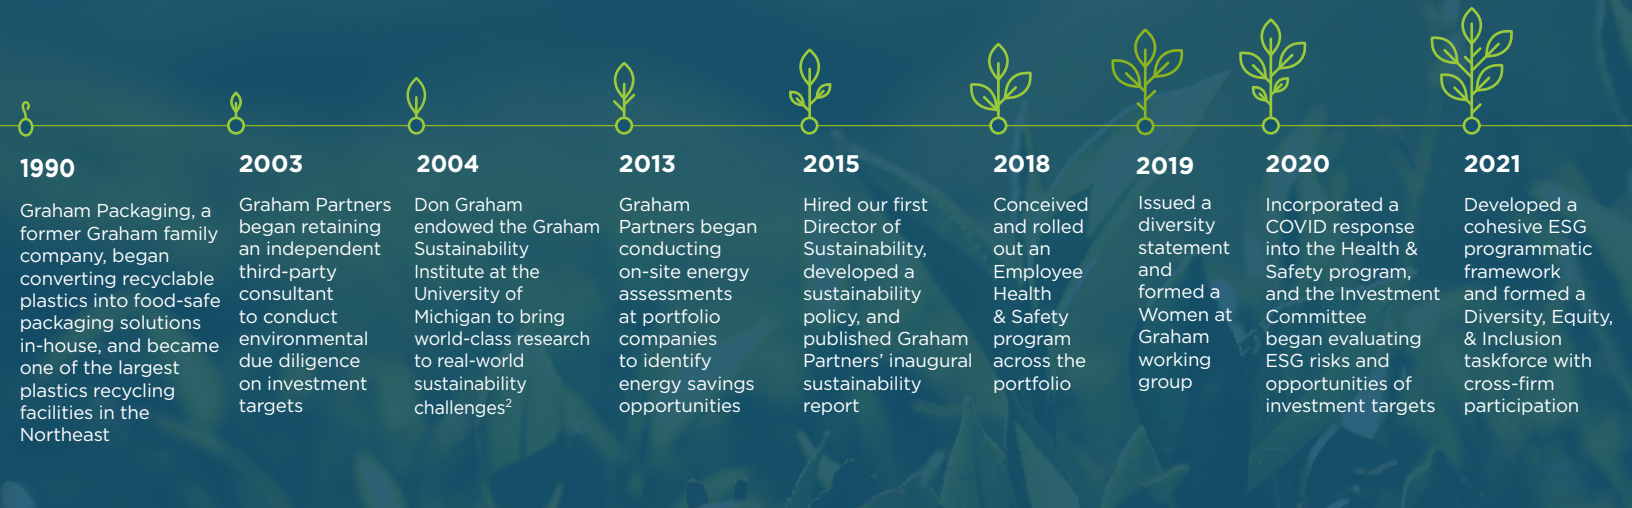 1990
Graham Packaging, a
former Graham family
company, began
converting recyclable
plastics into food-safe
packaging solutions
in-house, and became
one of the largest
plastics recycling
facilities in the
Northeast
2003
Graham Partners
began retaining
an independent
third-party
consultant
to conduct
environmental
due diligence
on investment
targets
2004
Don Graham
endowed the Graham
Sustainability
Institute at the
University of
Michigan to bring
world-class research
to real-world
sustainability
challenges2
2013
Graham
Partners began
conducting
on-site energy
assessments
at portfolio
companies
to identify
energy savings
opportunities
2015
Hired our first
Director of
Sustainability,
developed a
sustainability
policy, and
published Graham
Partners’ inaugural
sustainability
report
2018
Conceived
and rolled
out an
Employee
Health
& Safety
program
across the
portfolio
2019
Issued a
diversity
statement
and
formed a
Women at
Graham
working
group
2020
Incorporated a
COVID response
into the Health &
Safety program,
and the Investment
Committee
began evaluating
ESG risks and
opportunities of
investment targets
2021
Developed a
cohesive ESG
programmatic
framework
and formed a
Diversity, Equity,
& Inclusion
taskforce with
cross-firm
participation